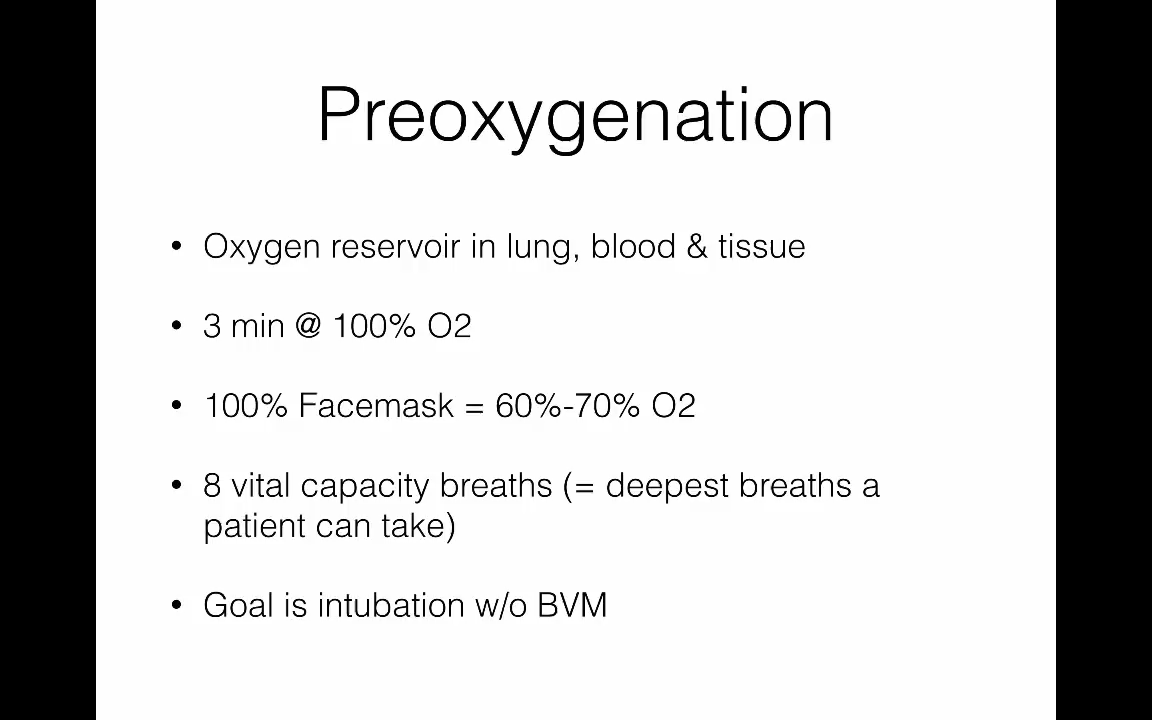 Preoxygenation
• Oxygen reservoir in lung, blood & tissue
• 3 min @ 100% O2
• 100% Facemask = 60%-70% O2
• 8 vital capacity breaths (= deepest breaths a
patient can take)
• Goal is intubation w/o BVM